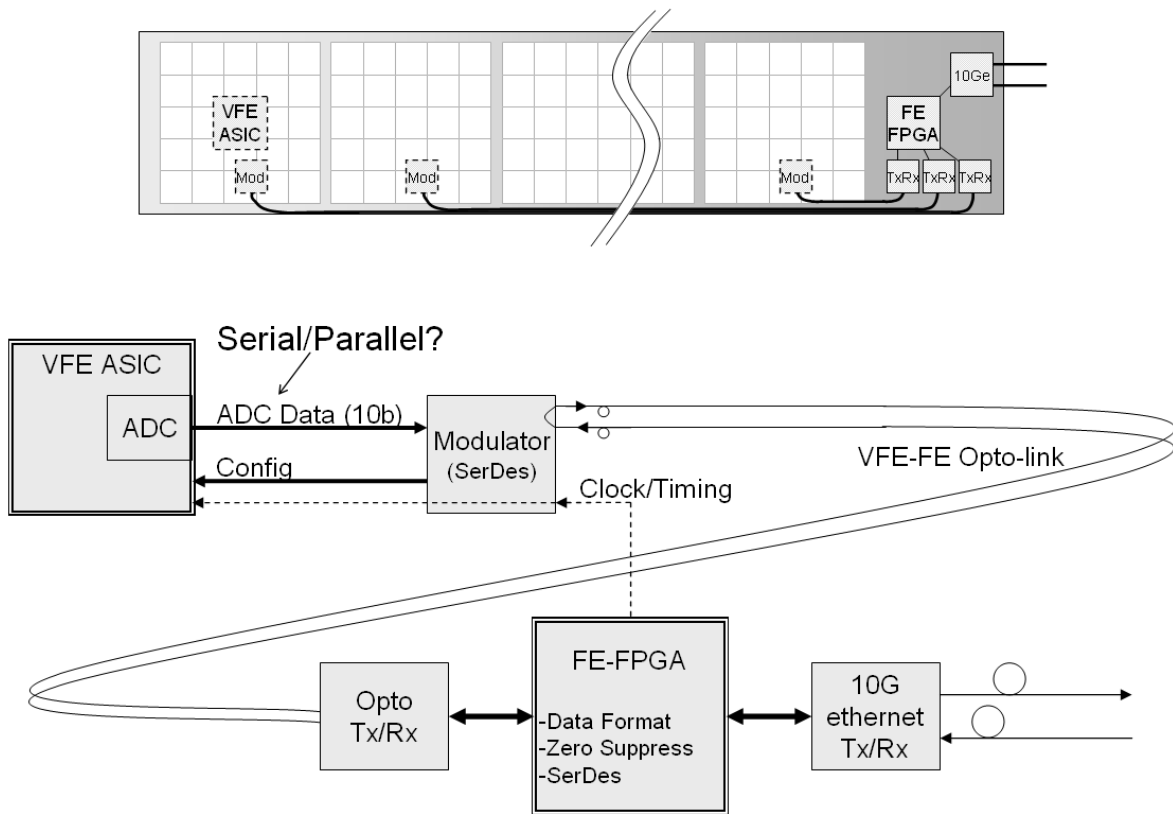 10Ge
VFE
ASIC
FE
FPGA
Mod
Mod
Mod
TxRx
TxRx
TxRx
Serial/Parallel?
VFE ASIC
ADC
ADC Data (10b)
Config
Modulator
(SerDes)
Clock/Timing
VFE-FE Opto-link
Opto
Tx/Rx
FE-FPGA
-Data Format
-Zero Suppress
-SerDes
10G
ethernet
Tx/Rx